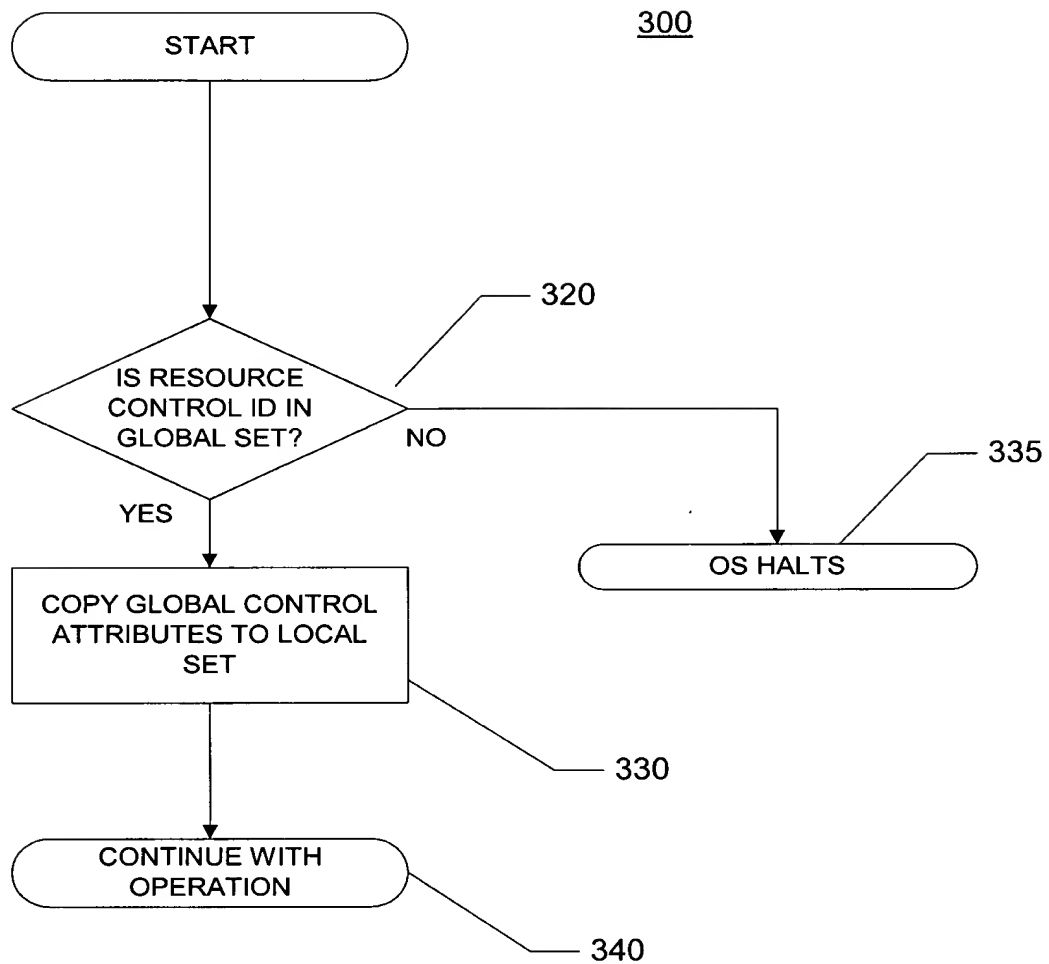 300
START
320
IS RESOURCE
CONTROL ID IN
GLOBAL SET?
NO
YES
335
OS HALTS
COPY GLOBAL CONTROL
ATTRIBUTES TO LOCAL
SET
330
CONTINUE WITH
OPERATION
340